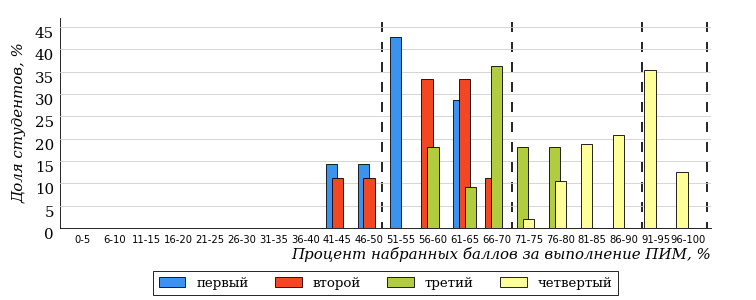 45
40
35
30
25
20
15
10
5
0
Доля студентов, %
0-5 6-10 11-15 16-20 21-25 26-30 31-35 36-40 41-45 46-50 51-55 56-60 61-65 66-70 71-75 76-80 81-85 86-90 91-95 96-100
Процент набранных баллов за выполнение ПИМ, %
первый второй третий четвертый